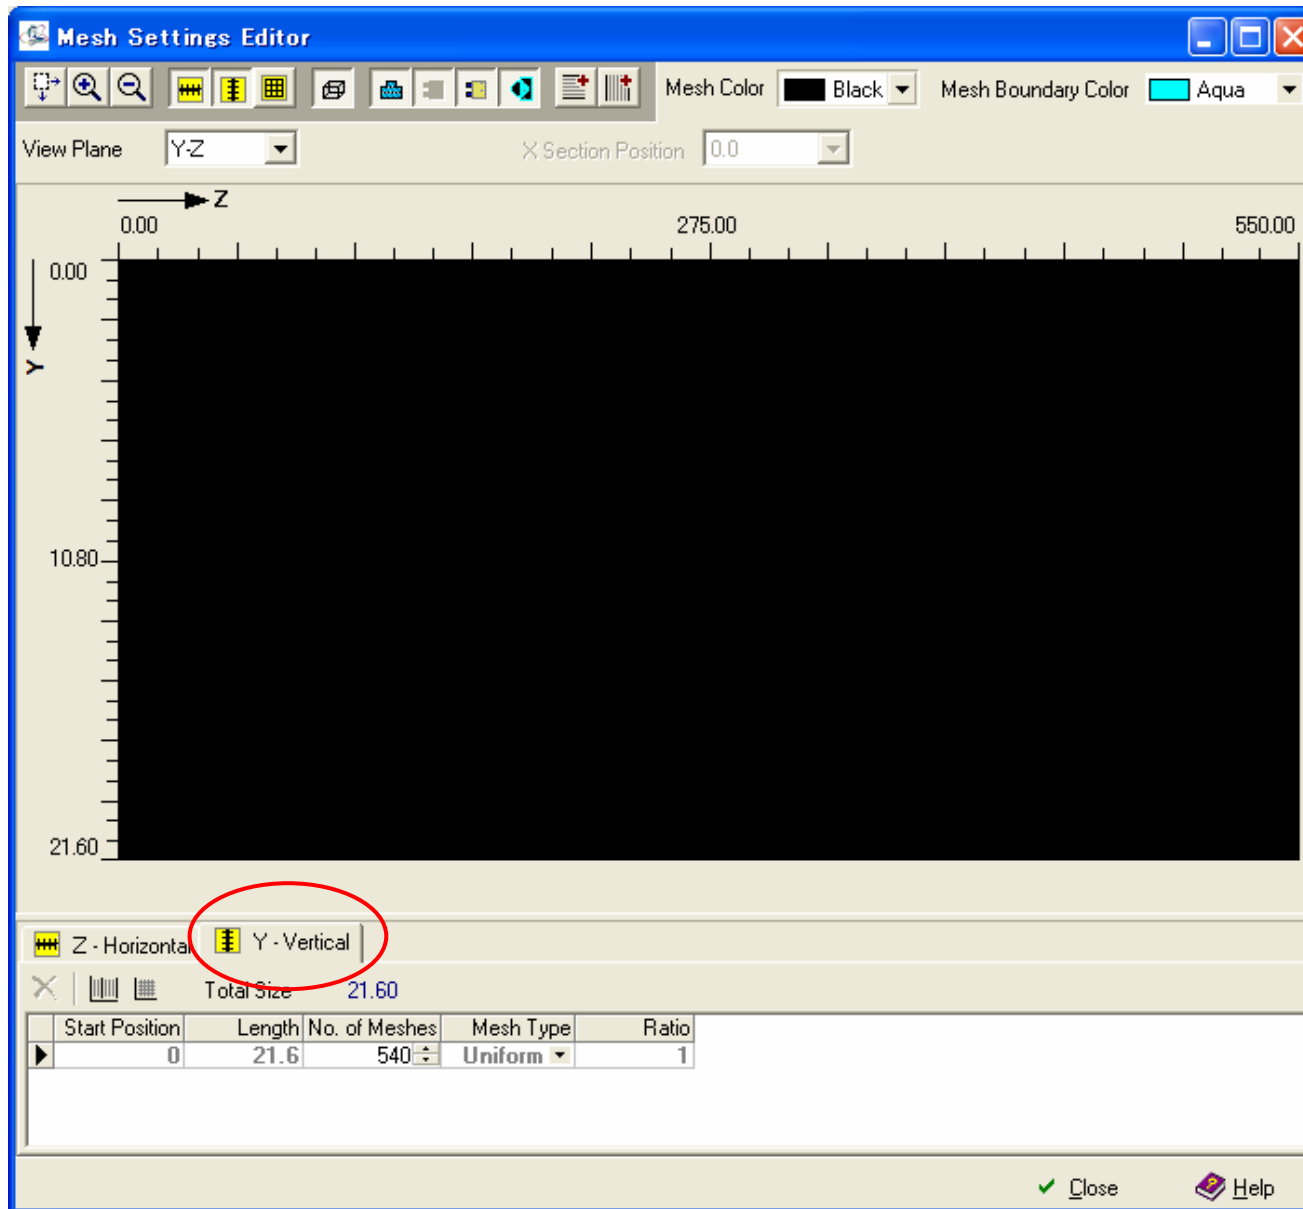 Mesh Settings Editor
Mesh Color Black Mesh Boundary Color Aqua
View Plane Y-Z X Section Position 0.0
Z
0.00 275.00 550.00
0.00
Y
10.80
21.60
Z - Horizontal Y - Vertical
Total Size 21.60
Start Position Length No. of Meshes Mesh Type Ratio
0 21.6 540 Uniform 1
Close Help